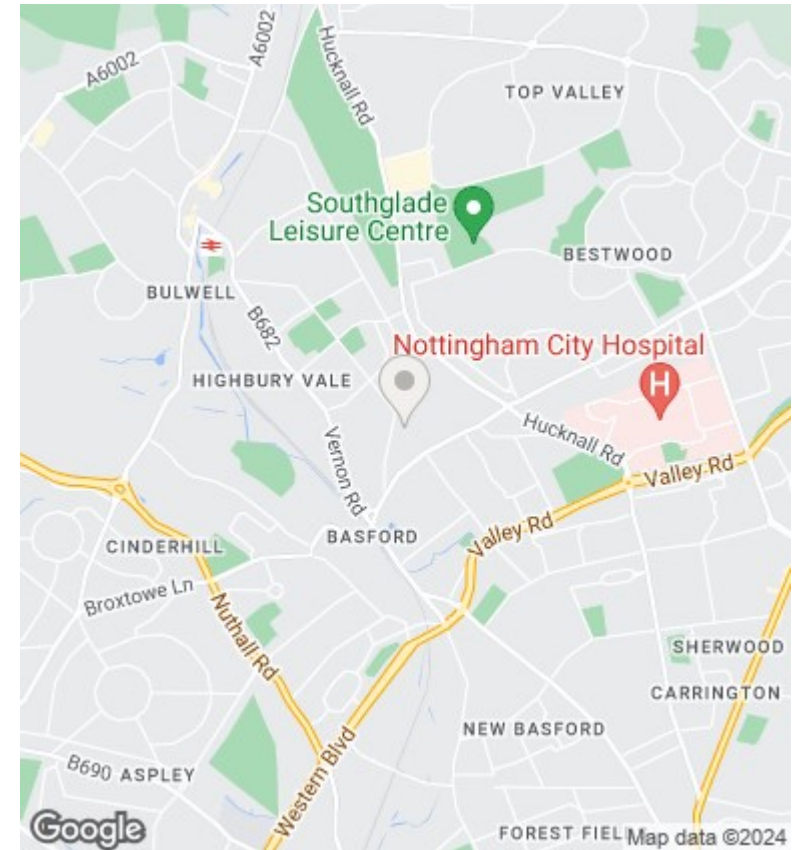 A6002
A6002
Hucknall Rd
TOP VALLEY
Southglade
Leisure Centre
BESTWOOD
BULWELL
B682
Nottingham City Hospital
H
HIGHBURY VALE
Hucknall Rd
Vernon Rd
Valley Rd
BASFORD
Valley Rd
CINDERHILL
Broxtowe Ln
Nuthall Rd
SHERWOOD
CARRINGTON
NEW BASFORD
B690
ASPLEY
Western Blvd
Google
FOREST FIEL
Map data ©2024